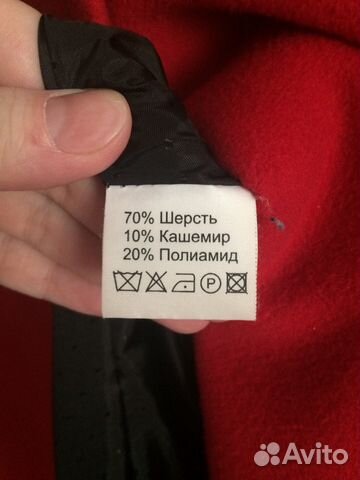 70% Шерсть
10% Кашемир
20% Полиамид
P
Avito